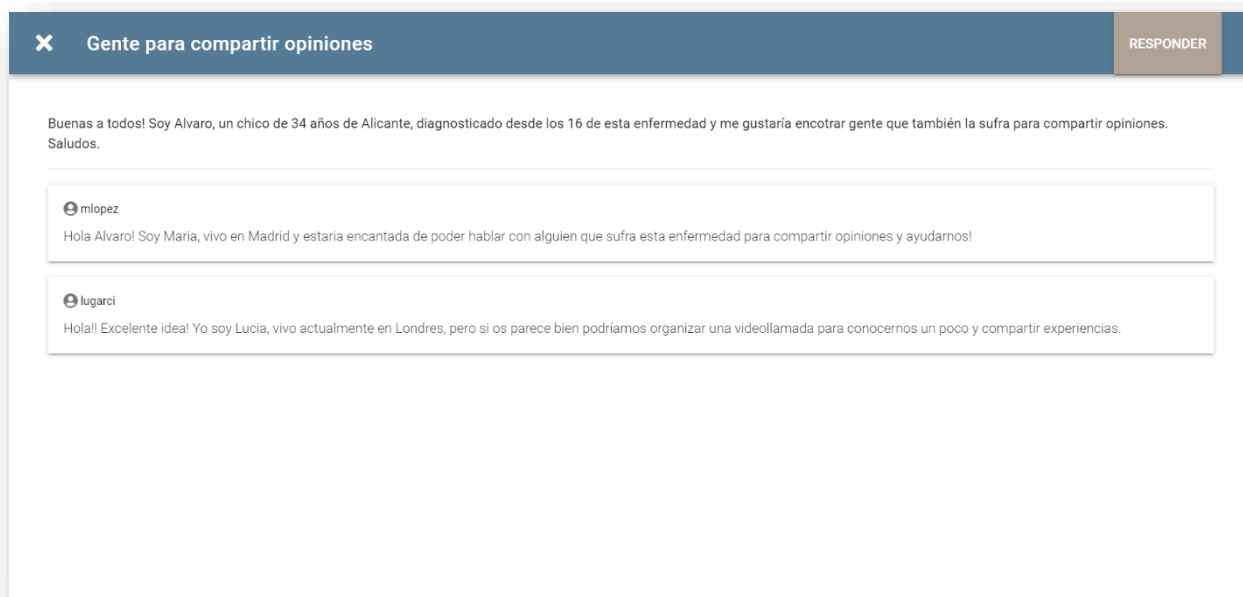 Gente para compartir opiniones
RESPONDER
Buenas a todos! Soy Alvaro, un chico de 34 años de Alicante, diagnosticado desde los 16 de esta enfermedad y me gustaría encotrar gente que también la sufra para compartir opiniones.
Saludos.
mlopez
Hola Alvaro! Soy Maria, vivo en Madrid y estaria encantada de poder hablar con alguien que sufra esta enfermedad para compartir opiniones y ayudarnos!
lugarci
Hola!! Excelente idea! Yo soy Lucia, vivo actualmente en Londres, pero si os parece bien podríamos organizar una videollamada para conocernos un poco y compartir experiencias.